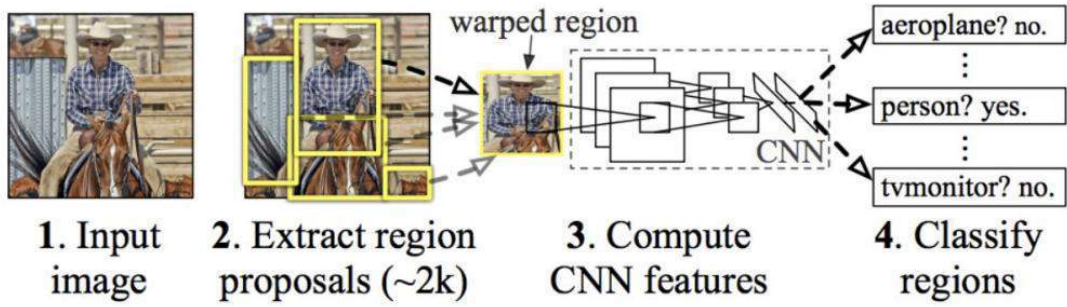 warped region
aeroplane? no.
person? yes.
CNN
tvmonitor? no.
1. Input
image
2. Extract region
proposals (~2k)
3. Compute
CNN features
4. Classify
regions